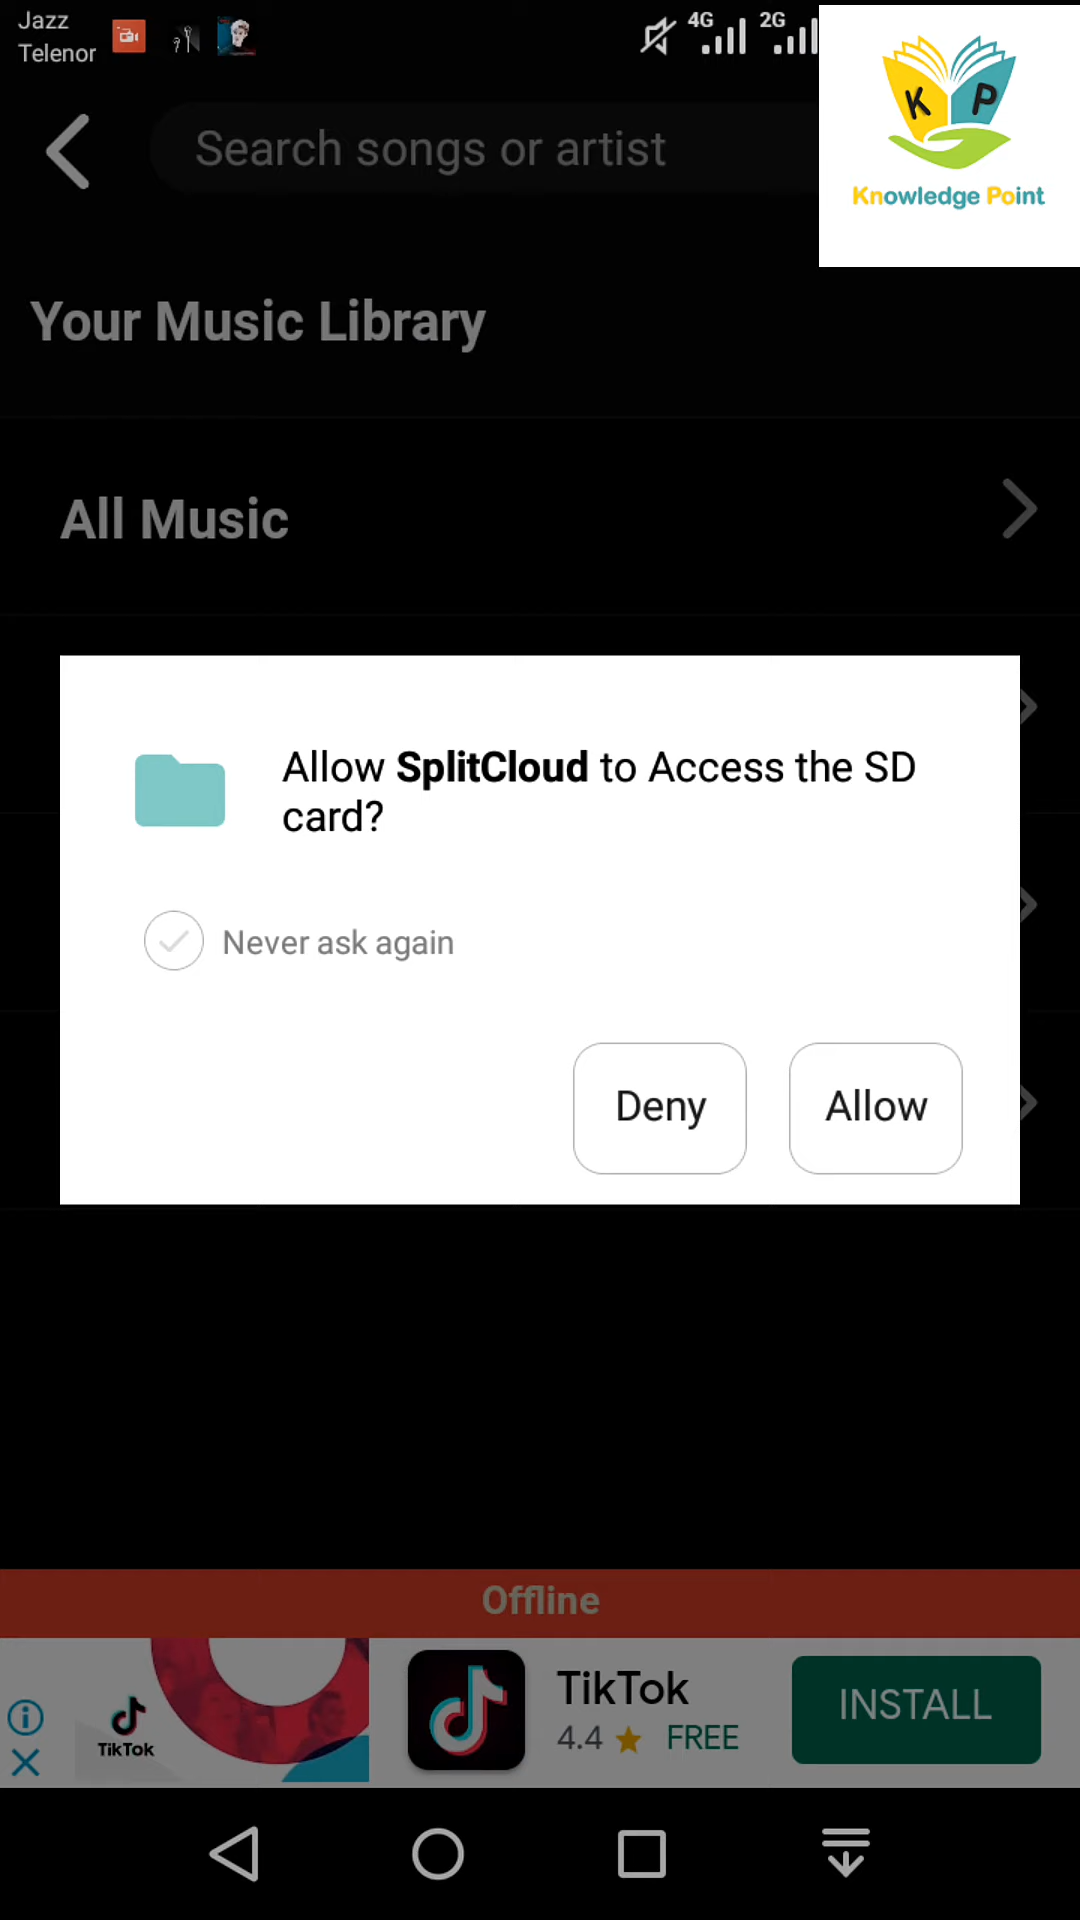 Jazz
Telenor
4G
2G
Search songs or artist
K P
Knowledge Point
Your Music Library
All Music
Allow SplitCloud to Access the SD
card?
Never ask again
Deny
Allow
Offline
TikTok
TikTok
4.4 FREE
INSTALL